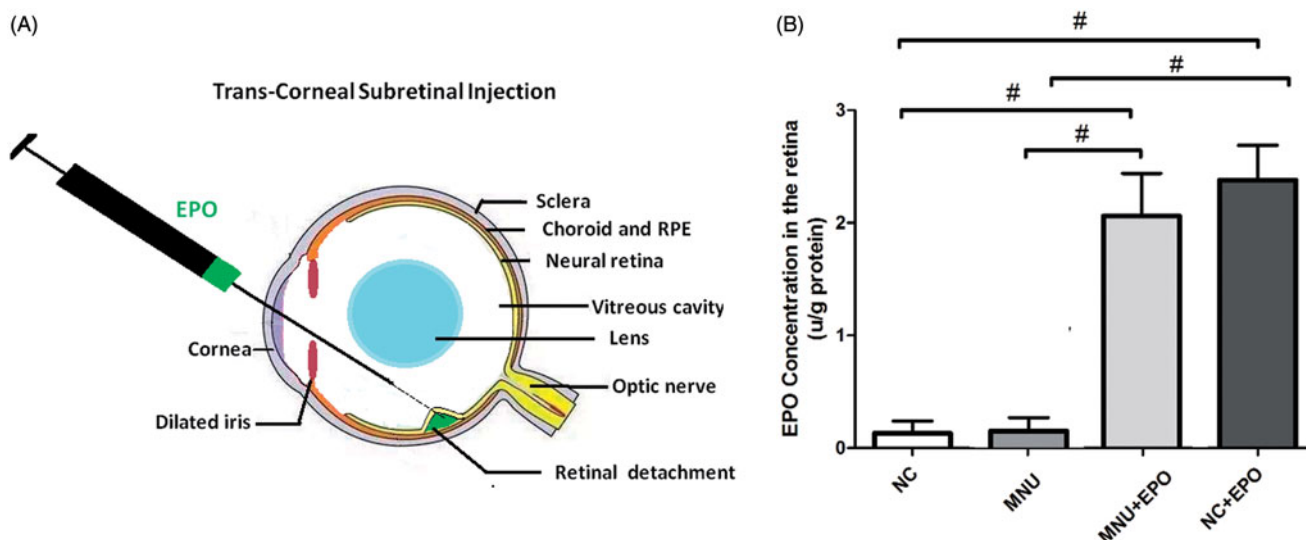 (A)
Trans-Corneal Subretinal Injection
EPO
Sclera
Choroid and RPE
Neural retina
Vitreous cavity
Lens
Cornea
Optic nerve
Dilated iris
Retinal detachment
(B)
#
#
#
#
EPO Concentration in the retina
(u/g protein)
3
2
1
0
NC
MNU
MNU+EPO
NC+EPO